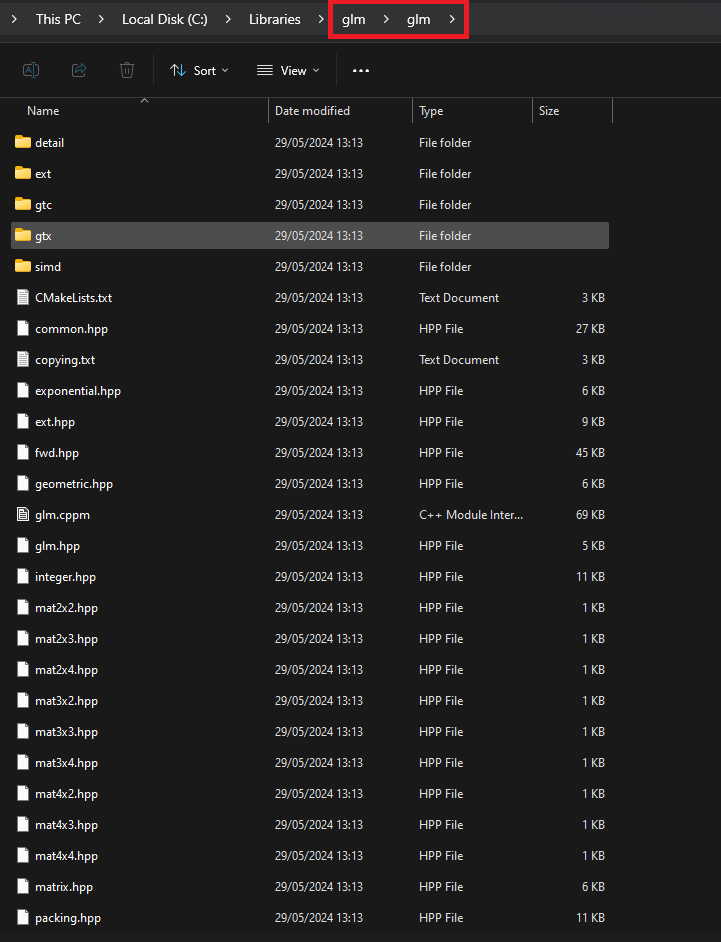 This PC Local Disk (C:) Libraries glm glm
Sort View
Name Date modified Type Size
detail 29/05/2024 13:13 File folder
ext 29/05/2024 13:13 File folder
gtc 29/05/2024 13:13 File folder
gtx 29/05/2024 13:13 File folder
simd 29/05/2024 13:13 File folder
CMakeLists.txt 29/05/2024 13:13 Text Document 3 KB
common.hpp 29/05/2024 13:13 HPP File 27 KB
copying.txt 29/05/2024 13:13 Text Document 3 KB
exponential.hpp 29/05/2024 13:13 HPP File 6 KB
ext.hpp 29/05/2024 13:13 HPP File 9 KB
fwd.hpp 29/05/2024 13:13 HPP File 45 KB
geometric.hpp 29/05/2024 13:13 HPP File 6 KB
glm.cppm 29/05/2024 13:13 C++ Module Inter... 69 KB
glm.hpp 29/05/2024 13:13 HPP File 5 KB
integer.hpp 29/05/2024 13:13 HPP File 11 KB
mat2x2.hpp 29/05/2024 13:13 HPP File 1 KB
mat2x3.hpp 29/05/2024 13:13 HPP File 1 KB
mat2x4.hpp 29/05/2024 13:13 HPP File 1 KB
mat3x2.hpp 29/05/2024 13:13 HPP File 1 KB
mat3x3.hpp 29/05/2024 13:13 HPP File 1 KB
mat3x4.hpp 29/05/2024 13:13 HPP File 1 KB
mat4x2.hpp 29/05/2024 13:13 HPP File 1 KB
mat4x3.hpp 29/05/2024 13:13 HPP File 1 KB
mat4x4.hpp 29/05/2024 13:13 HPP File 1 KB
matrix.hpp 29/05/2024 13:13 HPP File 6 KB
packing.hpp 29/05/2024 13:13 HPP File 11 KB